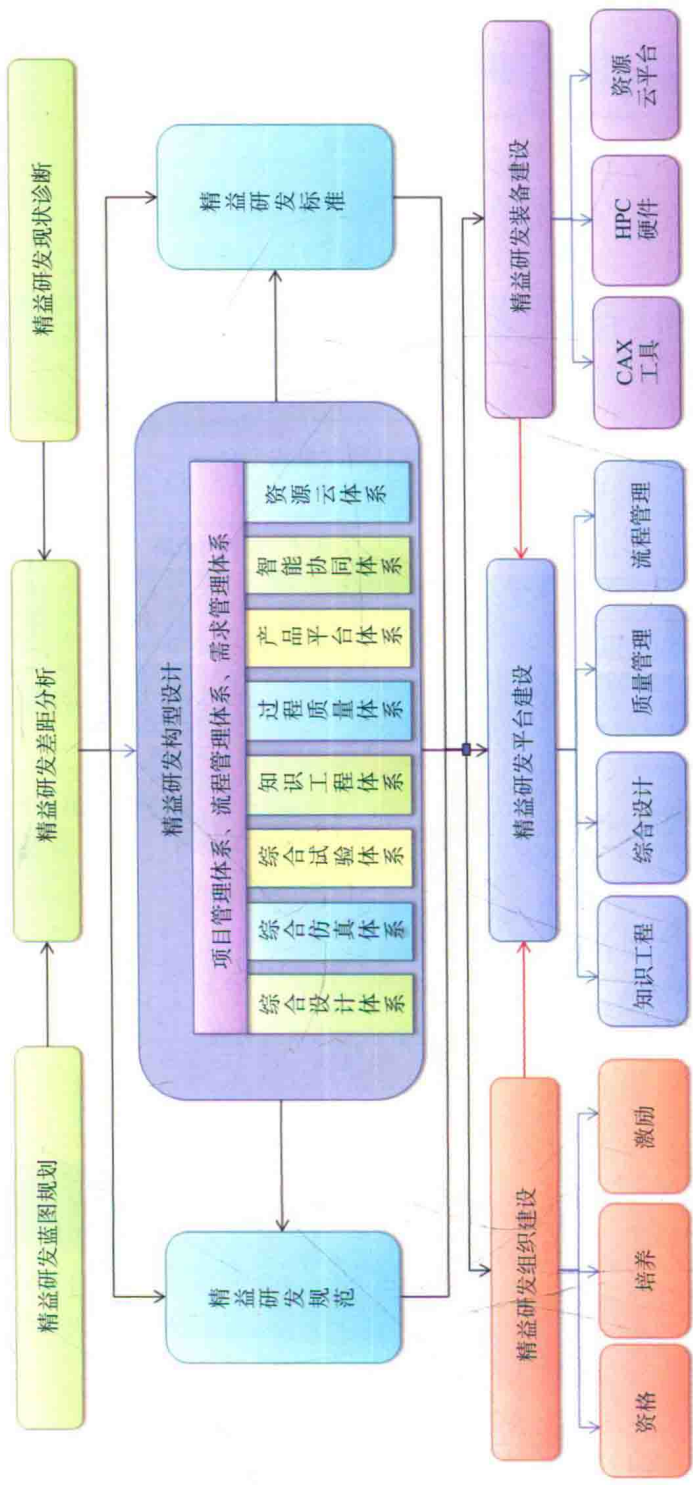 精益研发蓝图规划
精益研发差距分析
精益研发现状诊断
精益研发规范
精益研发构型设计
项目管理体系、流程管理体系、需求管理体系
综合设计体系
综合仿真体系
综合试验体系
知识工程体系
过程质量体系
产品平台体系
智能协同体系
资源云体系
精益研发标准
精益研发组织建设
精益研发平台建设
精益研发装备建设
资格
培养
激励
知识工程
综合设计
质量管理
流程管理
CAX
工具
HPC
硬件
资源
云平台